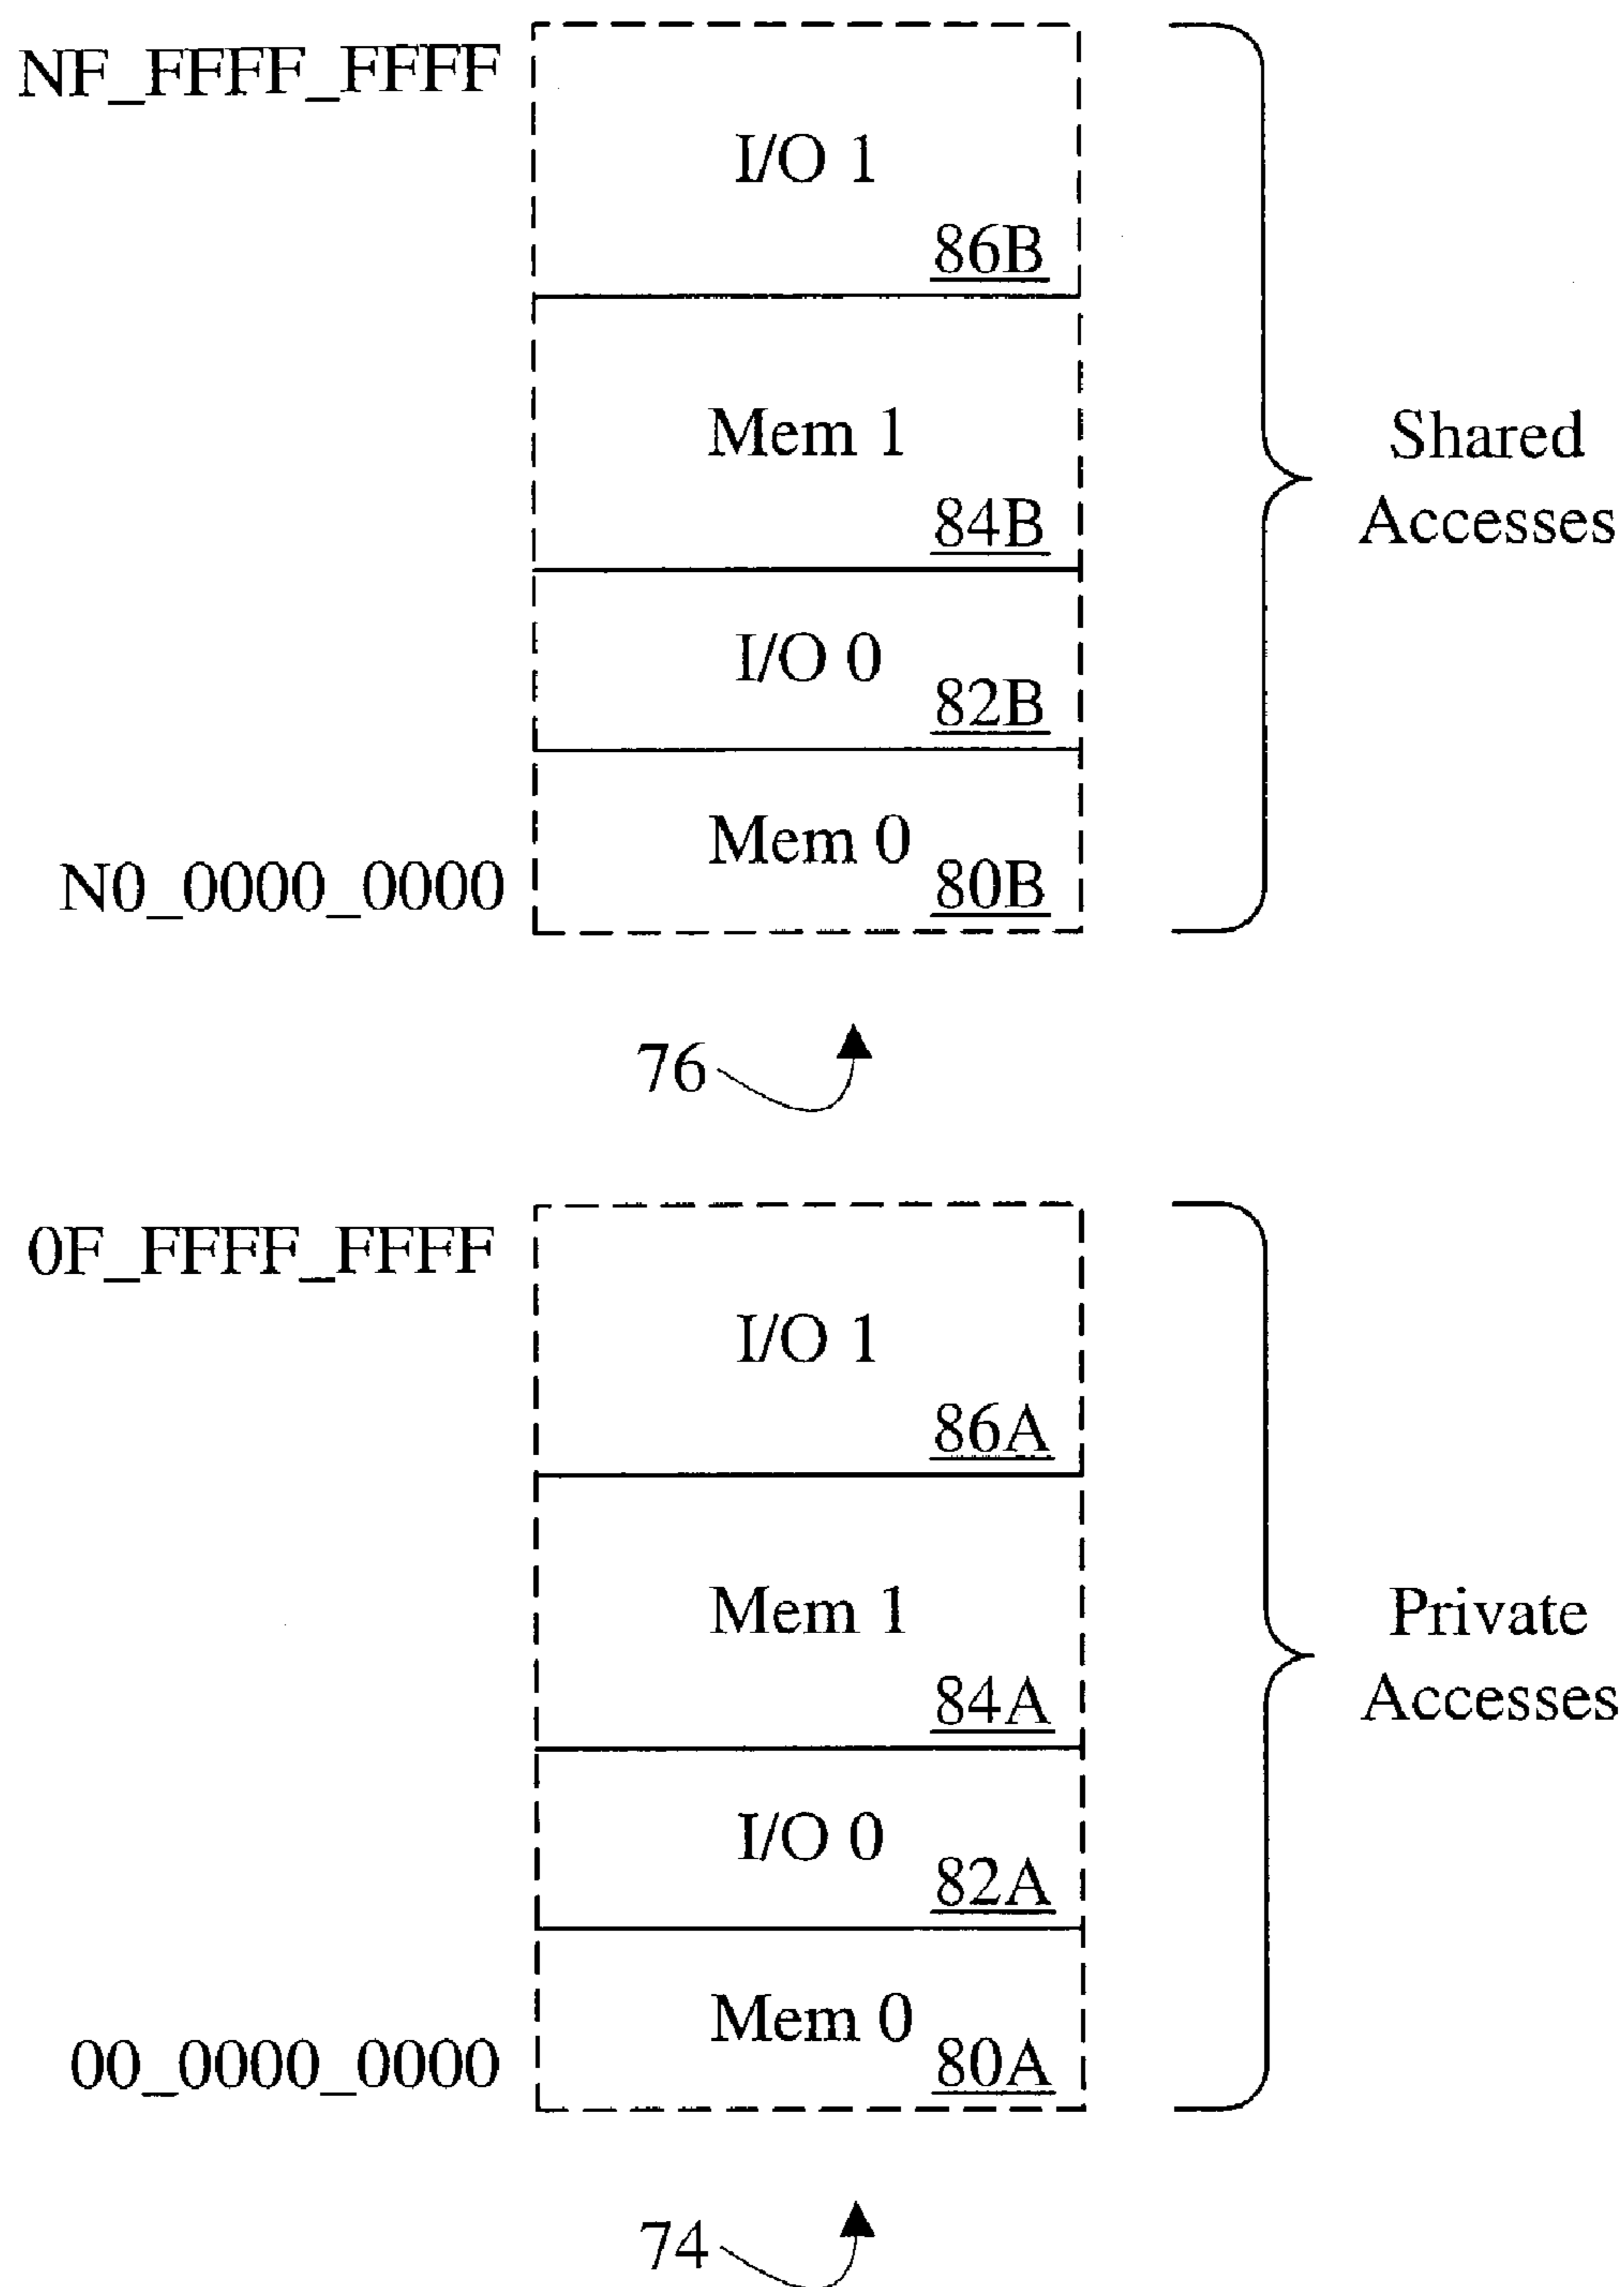 NF_FFFF_FFFF
I/O 1
86B
Mem 1
84B
Shared
Accesses
I/O 0
82B
Mem 0
80B
N0_0000_0000
76
0F_FFFF_FFFF
I/O 1
86A
Mem 1
84A
Private
Accesses
I/O 0
82A
Mem 0
80A
00_0000_0000
74